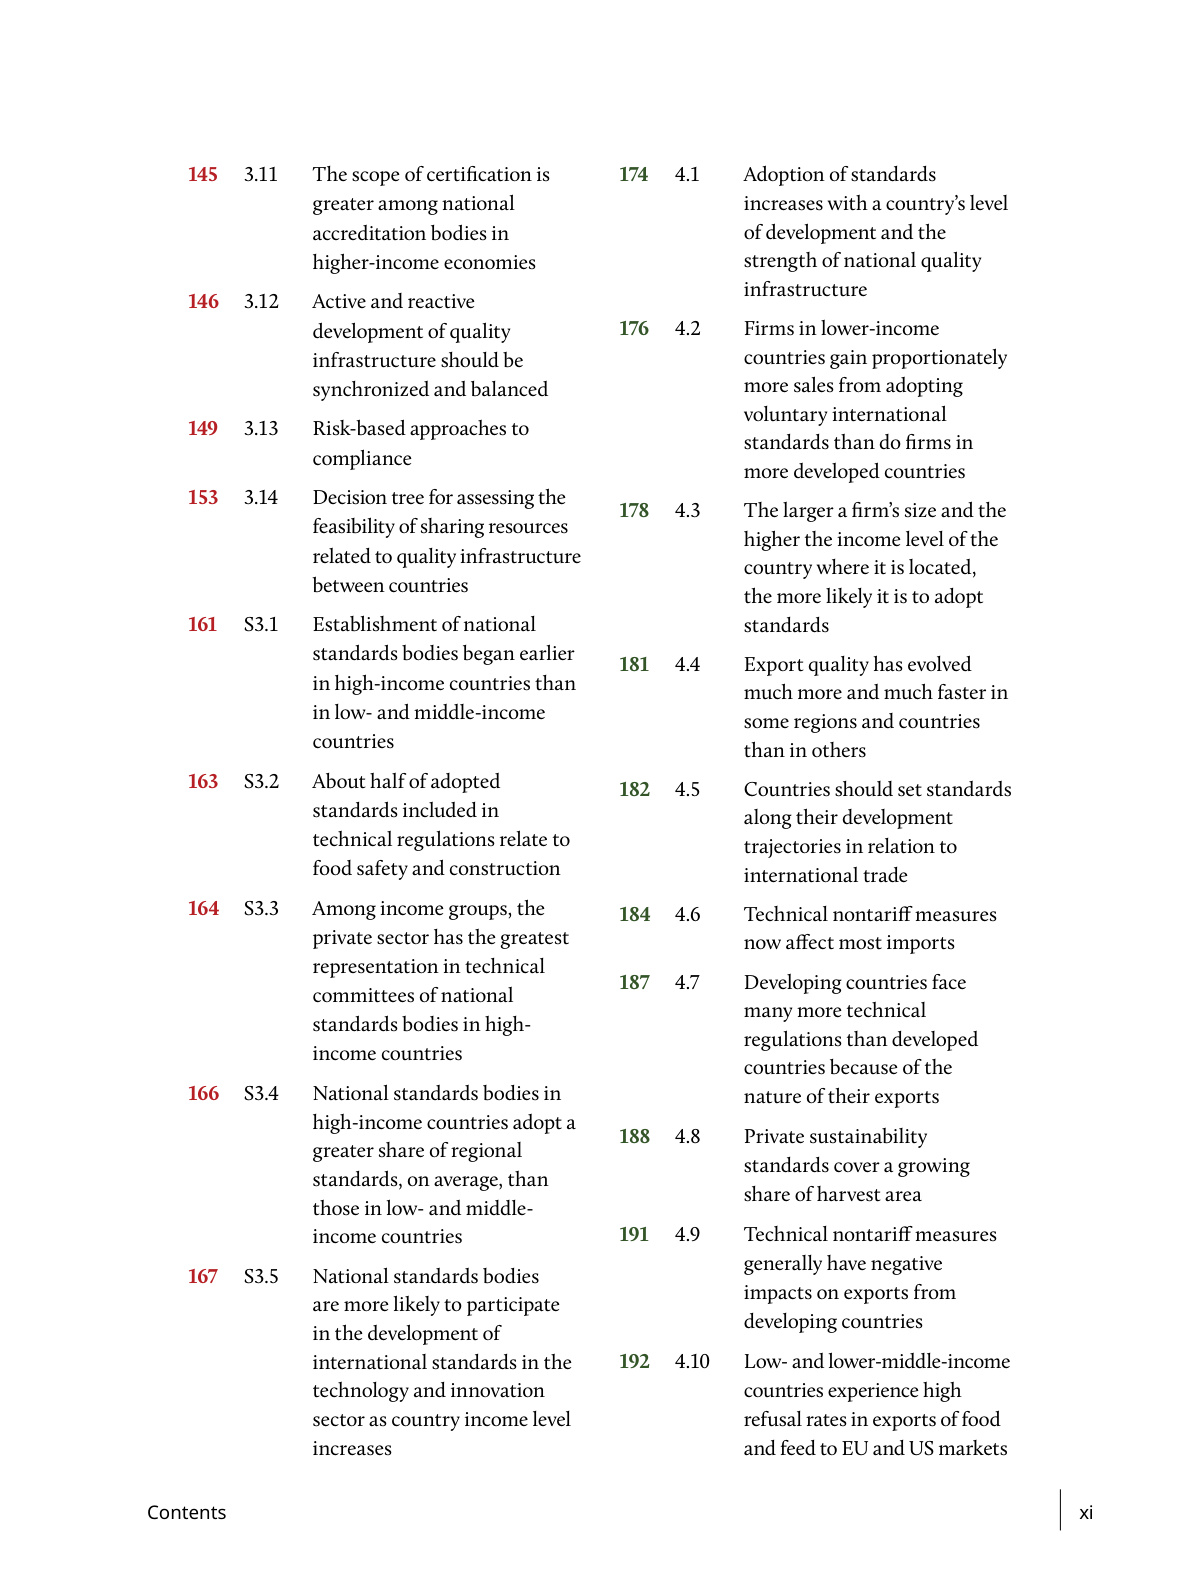 145 3.11 The scope of certification is
greater among national
accreditation bodies in
higher-income economies
146 3.12 Active and reactive
development of quality
infrastructure should be
synchronized and balanced
149 3.13 Risk-based approaches to
compliance
153 3.14 Decision tree for assessing the
feasibility of sharing resources
related to quality infrastructure
between countries
161 S3.1 Establishment of national
standards bodies began earlier
in high-income countries than
in low- and middle-income
countries
163 S3.2 About half of adopted
standards included in
technical regulations relate to
food safety and construction
164 S3.3 Among income groups, the
private sector has the greatest
representation in technical
committees of national
standards bodies in high-
income countries
166 S3.4 National standards bodies in
high-income countries adopt a
greater share of regional
standards, on average, than
those in low- and middle-
income countries
167 S3.5 National standards bodies
are more likely to participate
in the development of
international standards in the
technology and innovation
sector as country income level
increases
174 4.1 Adoption of standards
increases with a country’s level
of development and the
strength of national quality
infrastructure
176 4.2 Firms in lower-income
countries gain proportionately
more sales from adopting
voluntary international
standards than do firms in
more developed countries
178 4.3 The larger a firm’s size and the
higher the income level of the
country where it is located,
the more likely it is to adopt
standards
181 4.4 Export quality has evolved
much more and much faster in
some regions and countries
than in others
182 4.5 Countries should set standards
along their development
trajectories in relation to
international trade
184 4.6 Technical nontariff measures
now affect most imports
187 4.7 Developing countries face
many more technical
regulations than developed
countries because of the
nature of their exports
188 4.8 Private sustainability
standards cover a growing
share of harvest area
191 4.9 Technical nontariff measures
generally have negative
impacts on exports from
developing countries
192 4.10 Low- and lower-middle-income
countries experience high
refusal rates in exports of food
and feed to EU and US markets
Contents xi